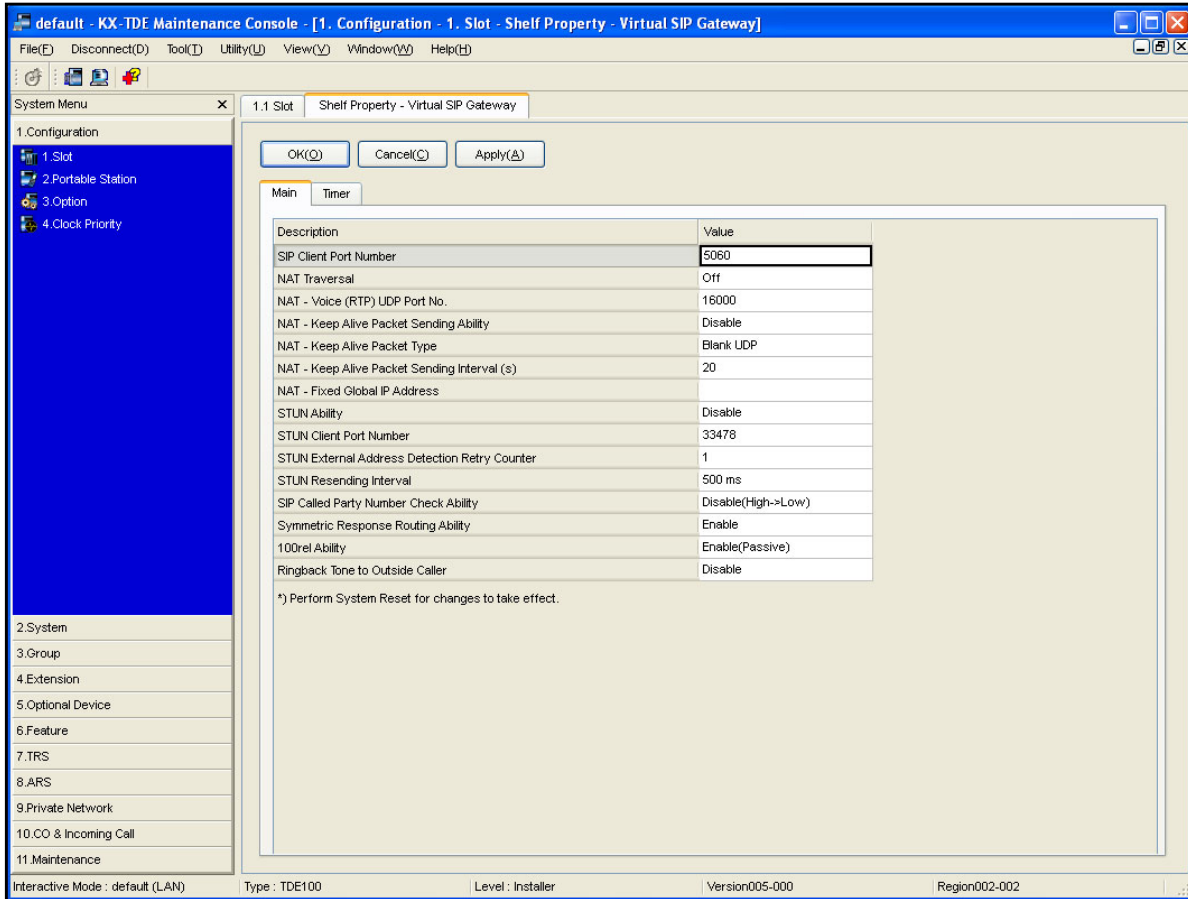 default - KX-TDE Maintenance Console - [1. Configuration - 1. Slot - Shelf Property - Virtual SIP Gateway]
File(F) Disconnect(D) Tool(T) Utility(U) View(V) Window(W) Help(H)
System Menu
1.Configuration
1.Slot
2.Portable Station
3.Option
4.Clock Priority
2.System
3.Group
4.Extension
5.Optional Device
6.Feature
7.TRS
8.ARS
9.Private Network
10.CO & Incoming Call
11.Maintenance
1.1 Slot Shelf Property - Virtual SIP Gateway
OK(O) Cancel(C) Apply(A)
Main Timer
Description Value
SIP Client Port Number 5060
NAT Traversal Off
NAT - Voice (RTP) UDP Port No. 16000
NAT - Keep Alive Packet Sending Ability Disable
NAT - Keep Alive Packet Type Blank UDP
NAT - Keep Alive Packet Sending Interval (s) 20
NAT - Fixed Global IP Address
STUN Ability Disable
STUN Client Port Number 33478
STUN External Address Detection Retry Counter 1
STUN Resending Interval 500 ms
SIP Called Party Number Check Ability Disable(High->Low)
Symmetric Response Routing Ability Enable
100rel Ability Enable(Passive)
Ringback Tone to Outside Caller Disable
*) Perform System Reset for changes to take effect.
Interactive Mode : default (LAN) Type : TDE100 Level : Installer Version005-000 Region002-002